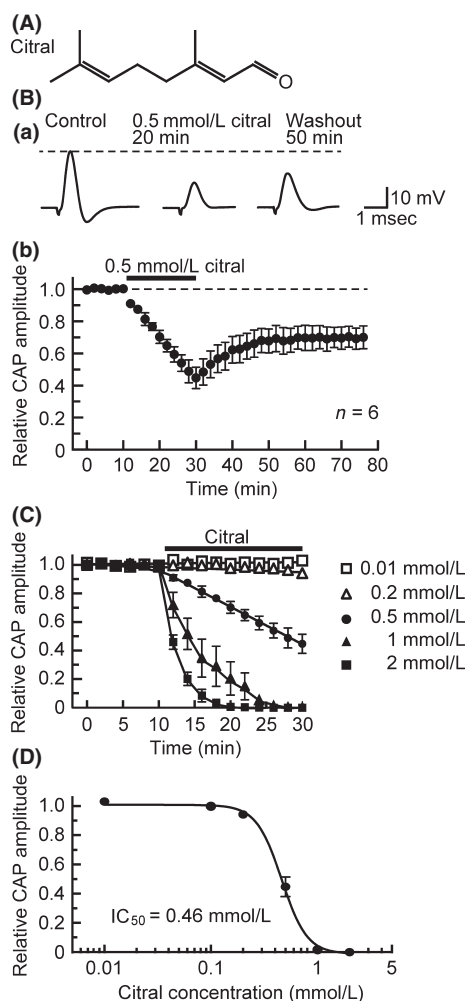 (A)
Citral
O
(B)
(a)
Control 0.5 mmol/L citral Washout
20 min 50 min
10 mV
1 msec
(b)
0.5 mmol/L citral
Relative CAP amplitude
1.0
0.8
0.6
0.4
0.2
0
n = 6
0 10 20 30 40 50 60 70 80
Time (min)
(C)
Citral
Relative CAP amplitude
1.0
0.8
0.6
0.4
0.2
0
0 5 10 15 20 25 30
Time (min)
0.01 mmol/L
0.2 mmol/L
0.5 mmol/L
1 mmol/L
2 mmol/L
(D)
Relative CAP amplitude
1.0
0.8
0.6
0.4
0.2
0
IC50 = 0.46 mmol/L
0.01 0.1 1 5
Citral concentration (mmol/L)